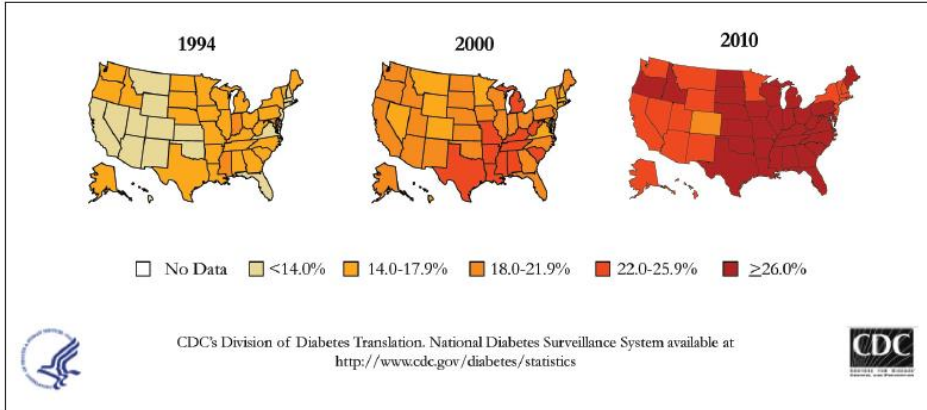 1994
2000
2010
No Data
<14.0%
14.0-17.9%
18.0-21.9%
22.0-25.9%
≥26.0%
CDC's Division of Diabetes Translation. National Diabetes Surveillance System available at
http://www.cdc.gov/diabetes/statistics
CDC